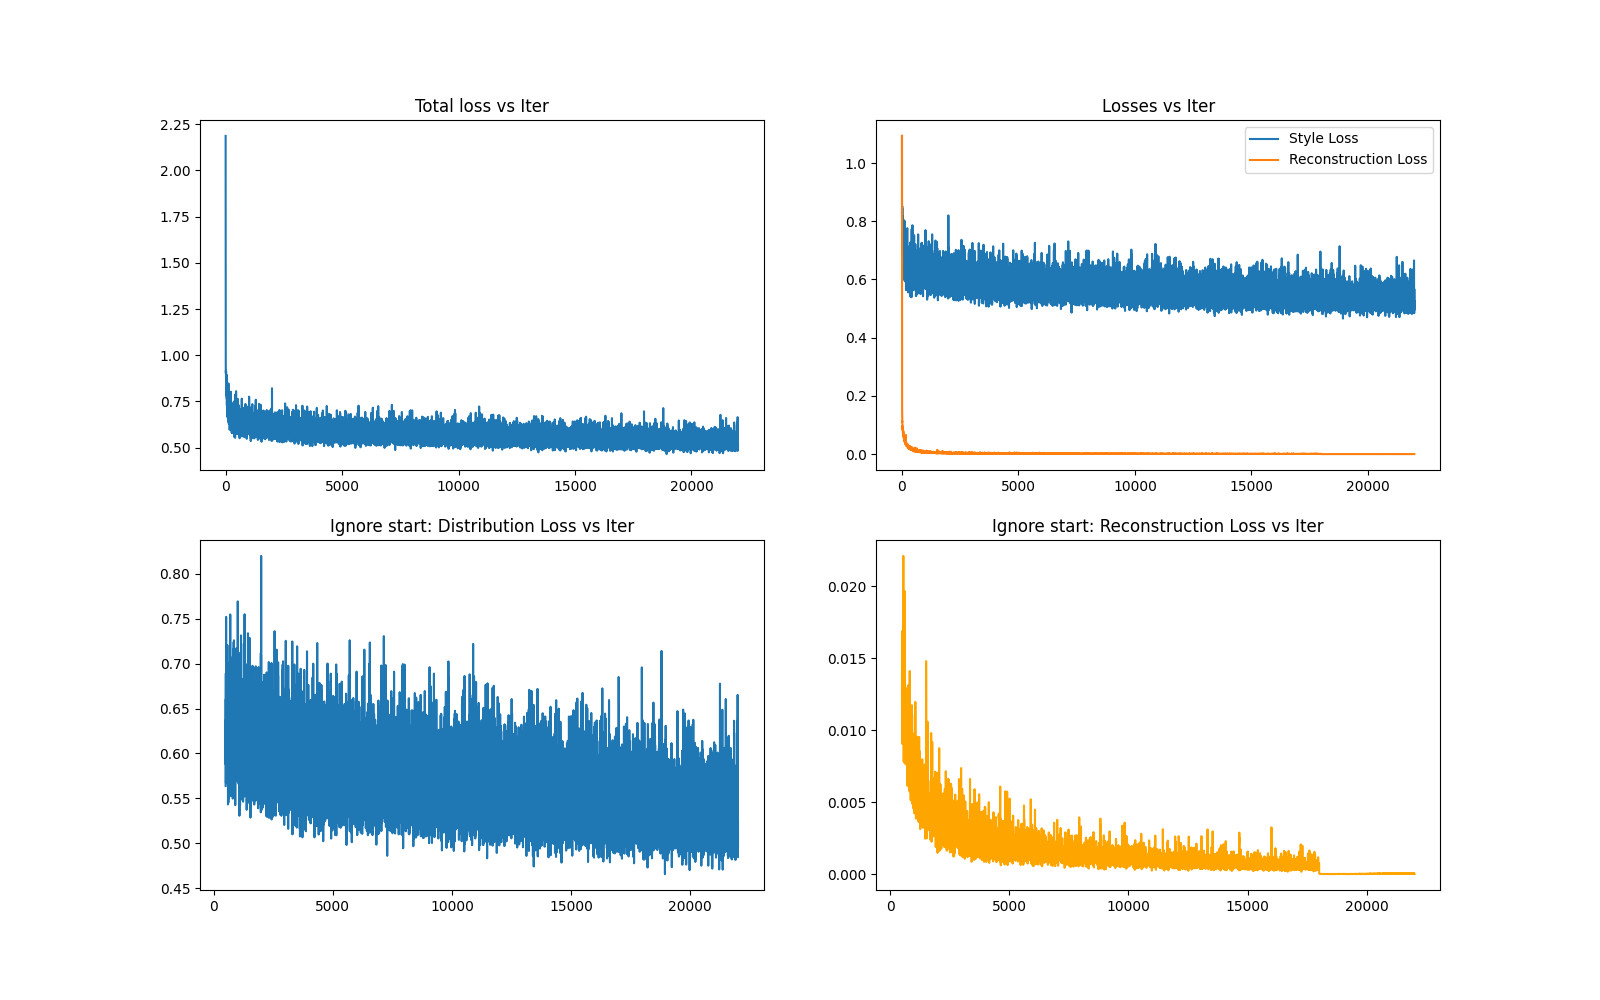 Total loss vs Iter
2.25
2.00
1.75
1.50
1.25
1.00
0.75
0.50
0 5000 10000 15000 20000
Losses vs Iter
Style Loss
Reconstruction Loss
1.0
0.8
0.6
0.4
0.2
0.0
0 5000 10000 15000 20000
Ignore start: Distribution Loss vs Iter
0.80
0.75
0.70
0.65
0.60
0.55
0.50
0.45
0 5000 10000 15000 20000
Ignore start: Reconstruction Loss vs Iter
0.020
0.015
0.010
0.005
0.000
0 5000 10000 15000 20000